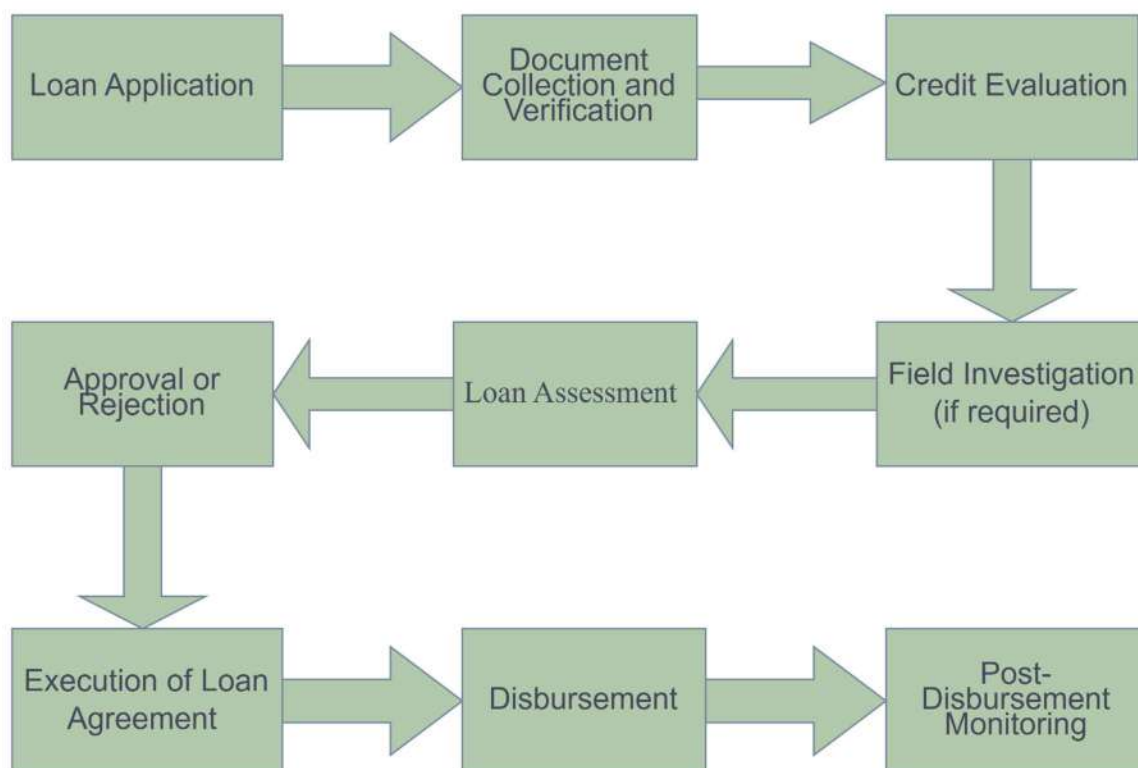 Loan Application
Document
Collection and
Verification
Credit Evaluation
Field Investigation
(if required)
Loan Assessment
Approval or
Rejection
Execution of Loan
Agreement
Disbursement
Post-
Disbursement
Monitoring